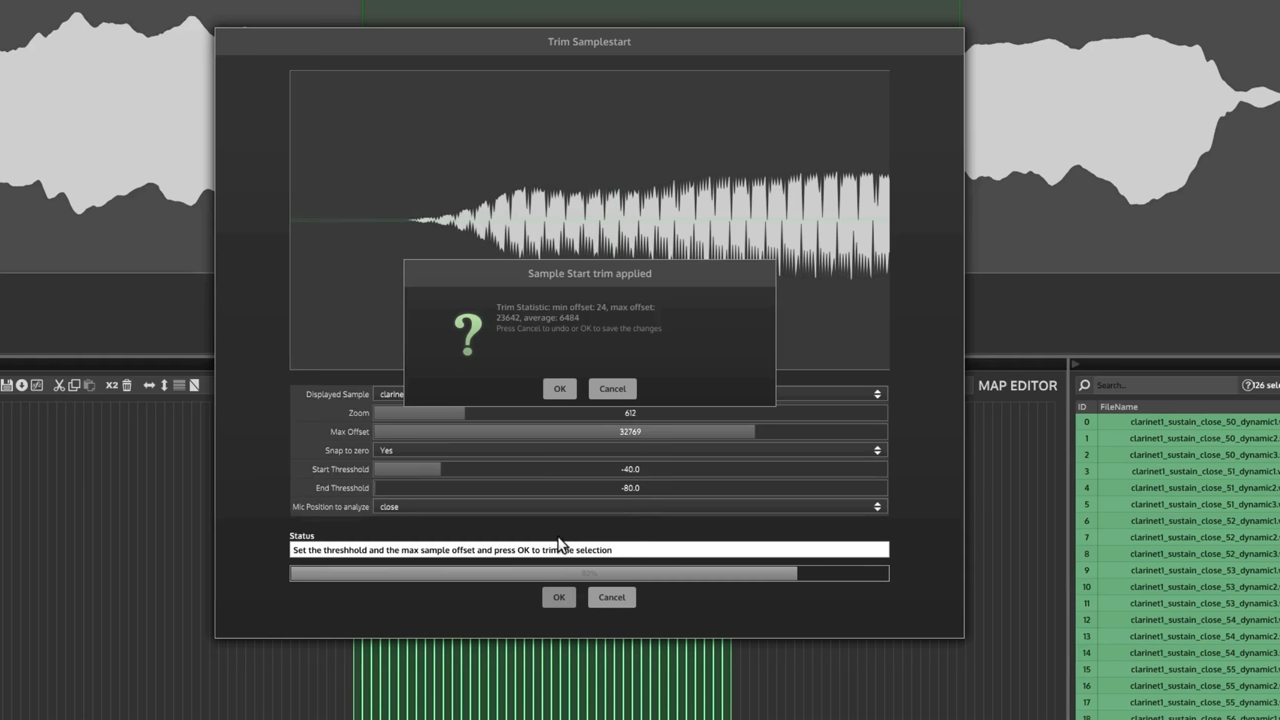 Trim Samplestart
Sample Start trim applied
Trim Statistic: min offset: 24, max offset:
23642, average: 6484
Press Cancel to undo or OK to save the changes
OK
Cancel
Displayed Sample
clarine
Zoom
612
Max Offset
32769
Snap to zero
Yes
Start Threshold
-40.0
End Threshold
-80.0
Mic Position to analyze
close
Status
Set the threshhold and the max sample offset and press OK to trim the selection
OK
Cancel
X2
MAP EDITOR
Search...
126 sele
ID FileName
0 clarinet1_sustain_close_50_dynamic1.
1 clarinet1_sustain_close_50_dynamic2.
2 clarinet1_sustain_close_50_dynamic3.
3 clarinet1_sustain_close_51_dynamic1.w
4 clarinet1_sustain_close_51_dynamic2.w
5 clarinet1_sustain_close_51_dynamic3.w
6 clarinet1_sustain_close_52_dynamic1.
7 clarinet1_sustain_close_52_dynamic2.
8 clarinet1_sustain_close_52_dynamic3.
9 clarinet1_sustain_close_53_dynamic1.
10 clarinet1_sustain_close_53_dynamic2.
11 clarinet1_sustain_close_53_dynamic3.
12 clarinet1_sustain_close_54_dynamic1.
13 clarinet1_sustain_close_54_dynamic2.
14 clarinet1_sustain_close_54_dynamic3.
15 clarinet1_sustain_close_55_dynamic1.
16 clarinet1_sustain_close_55_dynamic2.
17 clarinet1_sustain_close_55_dynamic3.